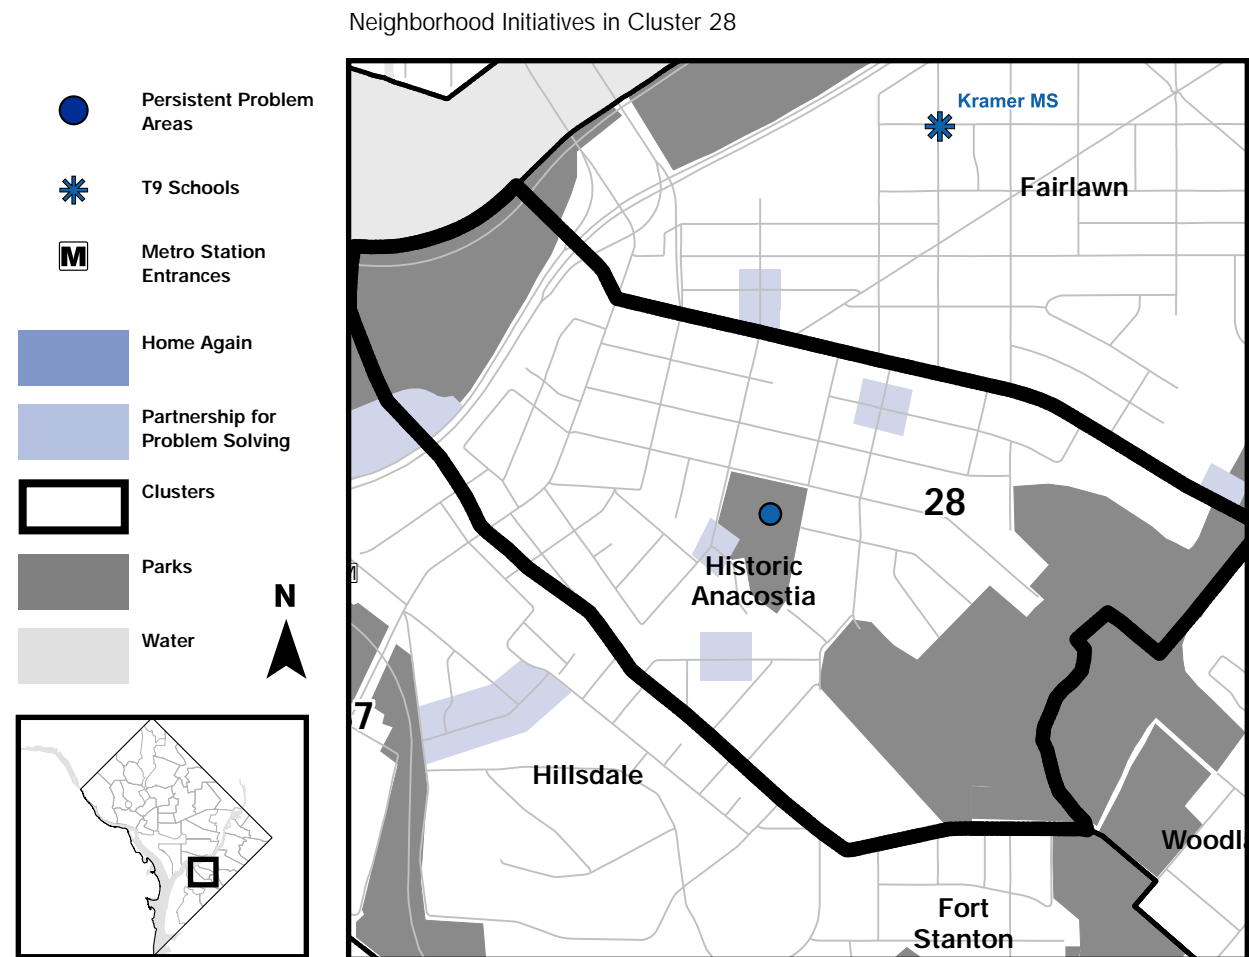 Neighborhood Initiatives in Cluster 28
Persistent Problem
Areas
T9 Schools
M
Metro Station
Entrances
Home Again
Partnership for
Problem Solving
Clusters
Parks
Water
N
Kramer MS
Fairlawn
28
Historic
Anacostia
M
7
Hillsdale
Woodl
Fort
Stanton